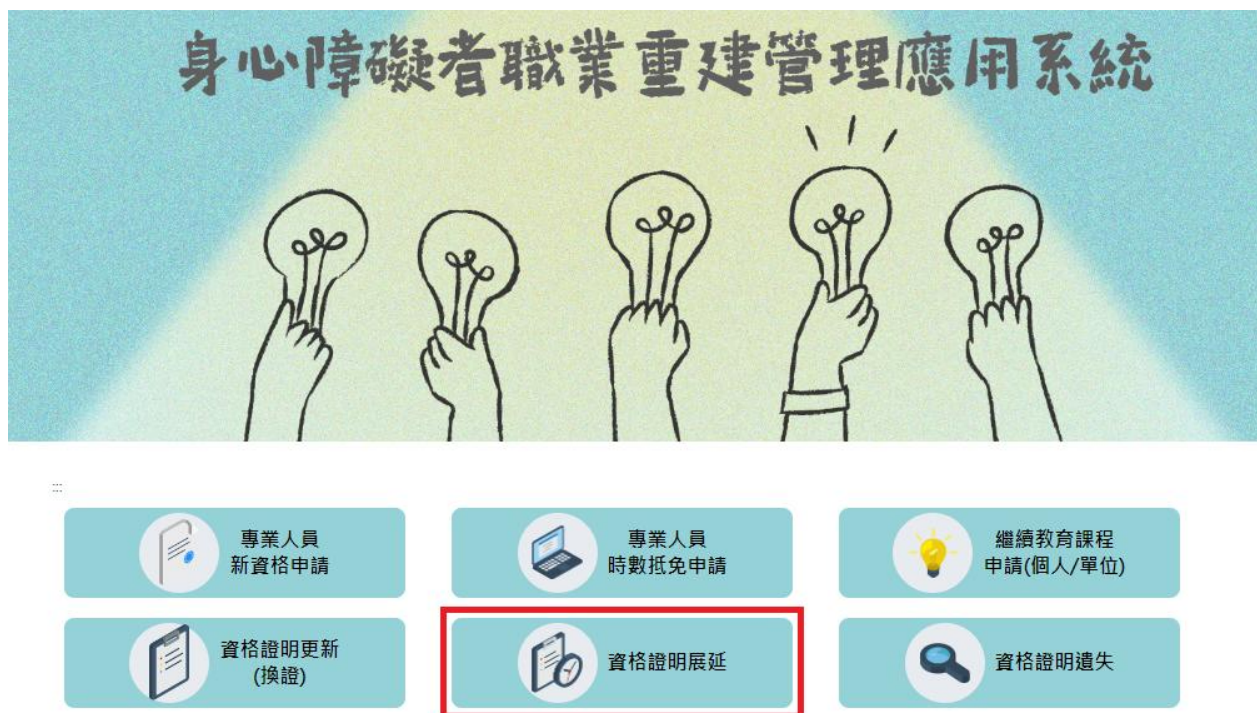 身心障礙者職業重建管理應用系統
:::
專業人員
新資格申請
專業人員
時數抵免申請
繼續教育課程
申請(個人/單位)
資格證明更新
(換證)
資格證明展延
資格證明遺失